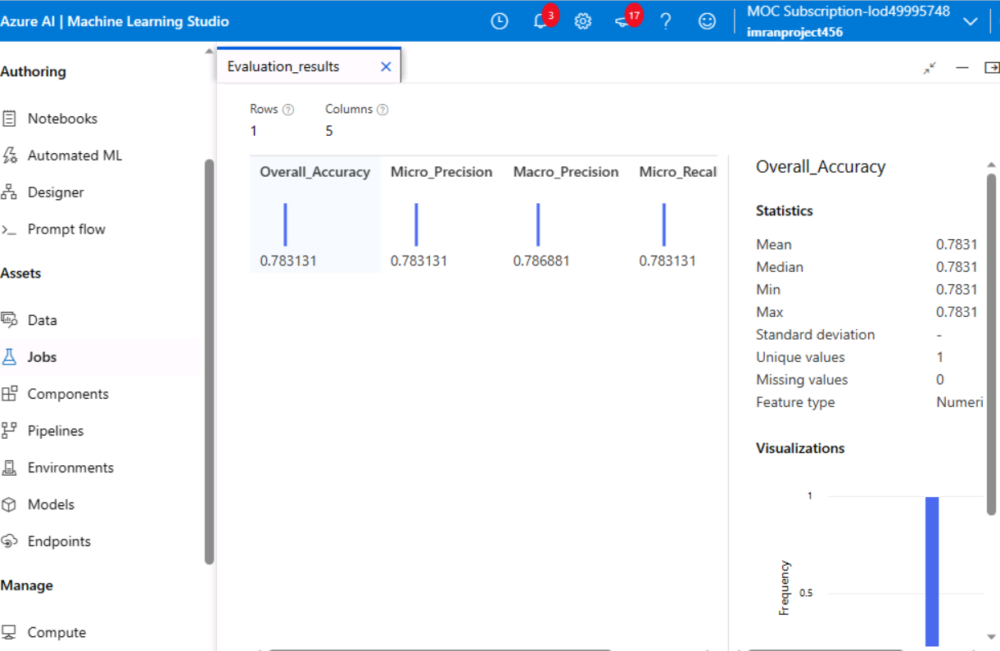 Azure AI | Machine Learning Studio
3
17
MOC Subscription-lod49995748
imranproject456
Authoring
Notebooks
Automated ML
Designer
Prompt flow
Assets
Data
Jobs
Components
Pipelines
Environments
Models
Endpoints
Manage
Compute
Evaluation_results
Rows Columns
1 5
Overall_Accuracy Micro_Precision Macro_Precision Micro_Recal
0.783131 0.783131 0.786881 0.783131
Overall_Accuracy
Statistics
Mean 0.7831
Median 0.7831
Min 0.7831
Max 0.7831
Standard deviation -
Unique values 1
Missing values 0
Feature type Numeri
Visualizations
1
0.5
Frequency